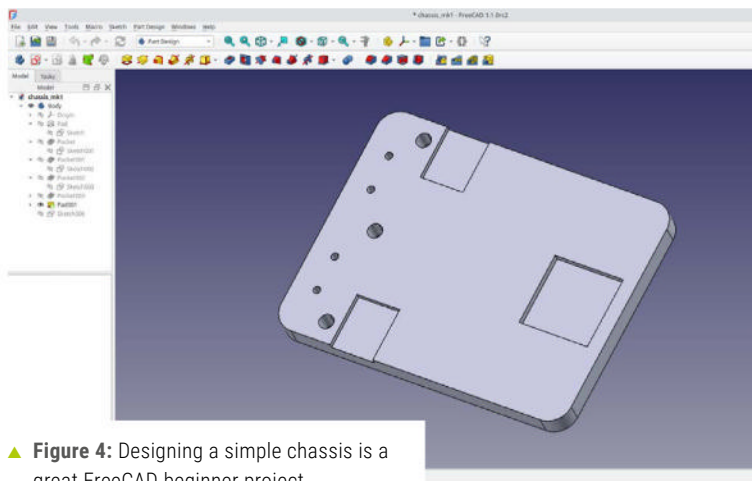 * chassis_mk1 - FreeCAD 1.1.0rc2
File Edit View Tools Macro Sketch Part Design Windows Help
Part Design
Model Tasks
Model
chassis_mk1
Body
Origin
Pad
Sketch
Pocket
Sketch001
Pocket001
Pocket002
Pocket003
Pad001
▲ Figure 4: Designing a simple chassis is a
great FreeCAD beginner project